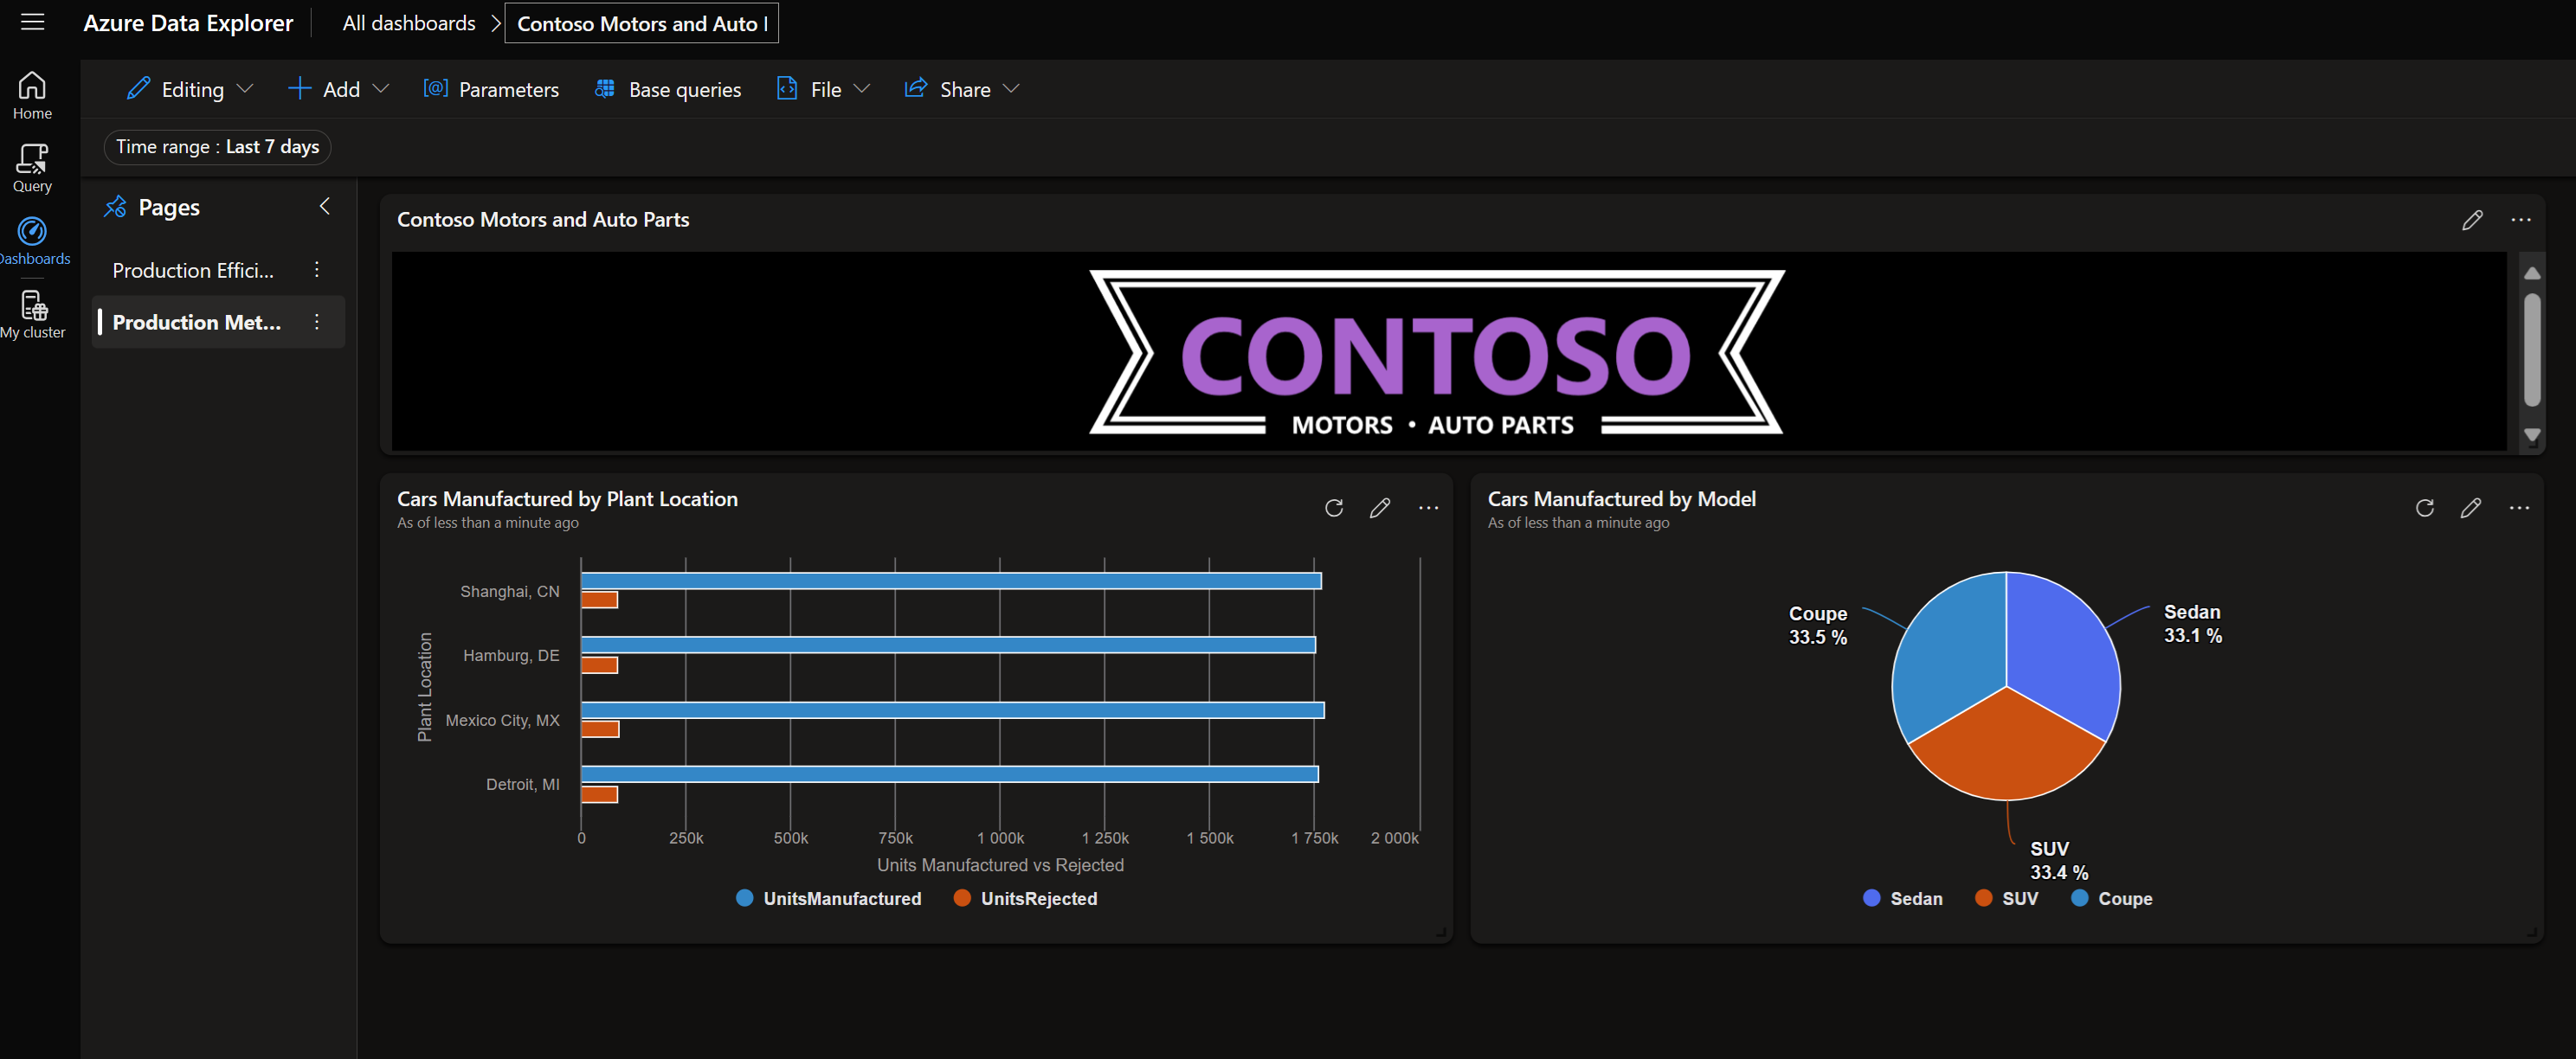 Azure Data Explorer
All dashboards
Contoso Motors and Auto
Home
Query
Dashboards
My cluster
Editing
Add
Parameters
Base queries
File
Share
Time range : Last 7 days
Pages
Production Effici...
Production Met...
Contoso Motors and Auto Parts
CONTOSO
MOTORS • AUTO PARTS
Cars Manufactured by Plant Location
As of less than a minute ago
Plant Location
Shanghai, CN
Hamburg, DE
Mexico City, MX
Detroit, MI
0 250k 500k 750k 1 000k 1 250k 1 500k 1 750k 2 000k
Units Manufactured vs Rejected
UnitsManufactured UnitsRejected
Cars Manufactured by Model
As of less than a minute ago
Coupe
33.5 %
Sedan
33.1 %
SUV
33.4 %
Sedan SUV Coupe